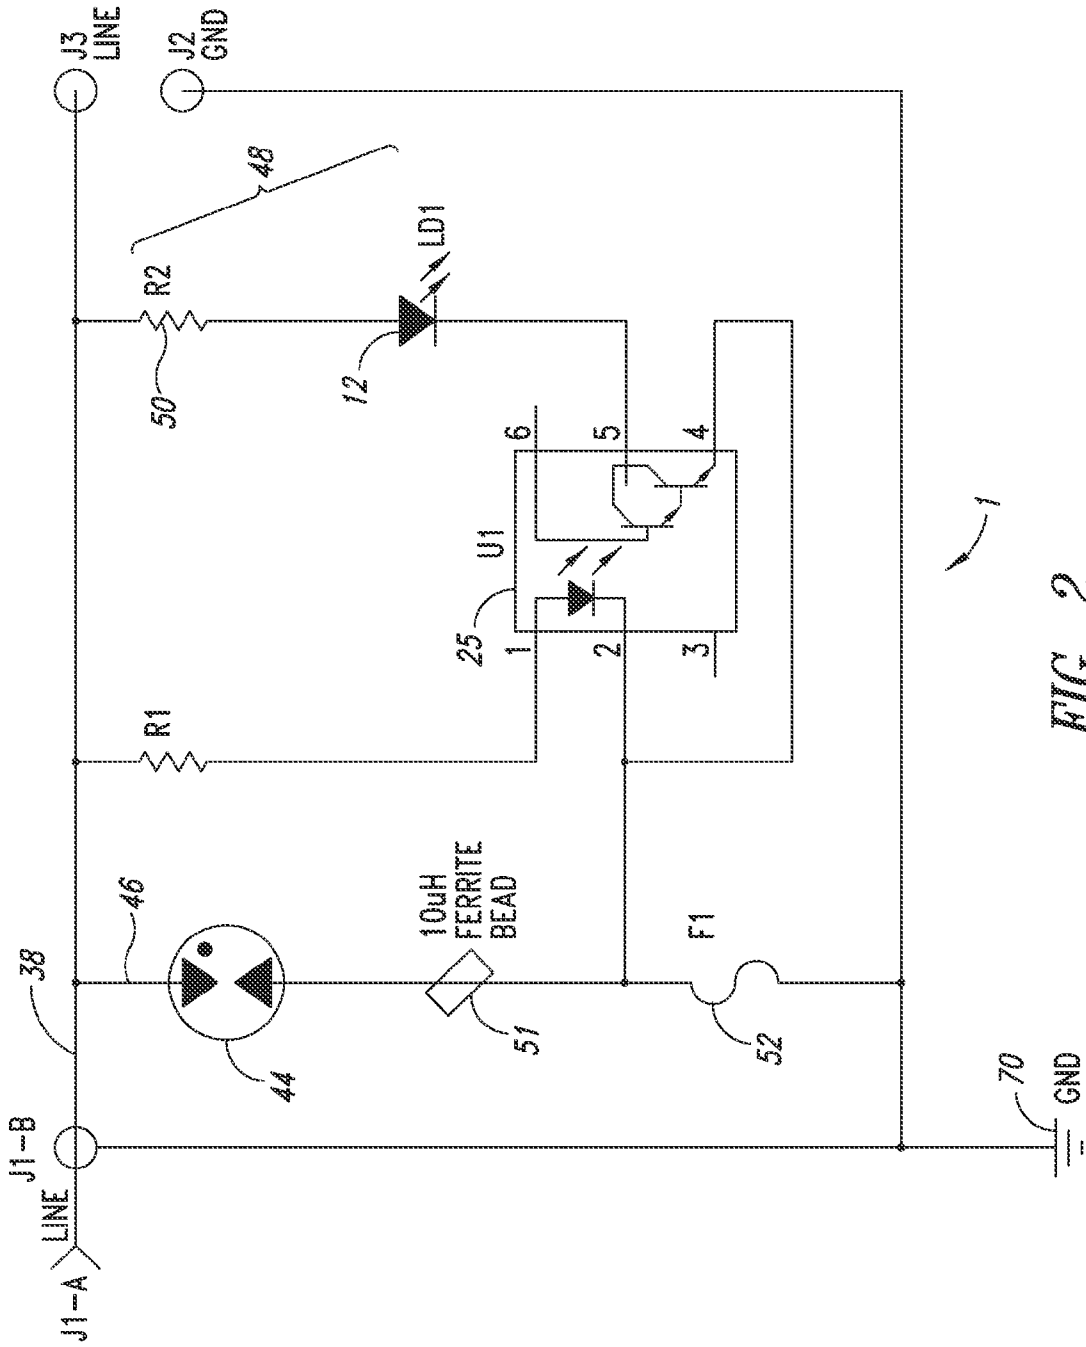 J3
LINE
J2
GND
48
R2
50
12
LD1
6
5
4
U1
25
1
2
3
R1
1
46
38
10uH
FERRITE
BEAD
44
51
F1
52
J1-B
LINE
J1-A
70
GND
FIG. 2